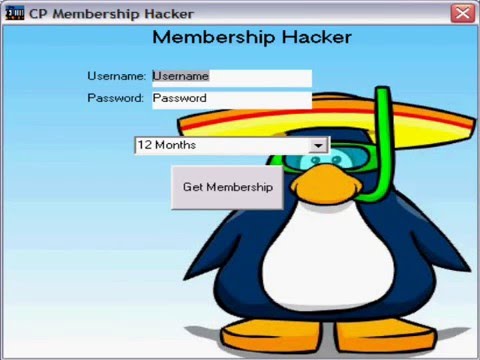 CP Membership Hacker
Membership Hacker
Username: Username
Password: Password
12 Months
Get Membership